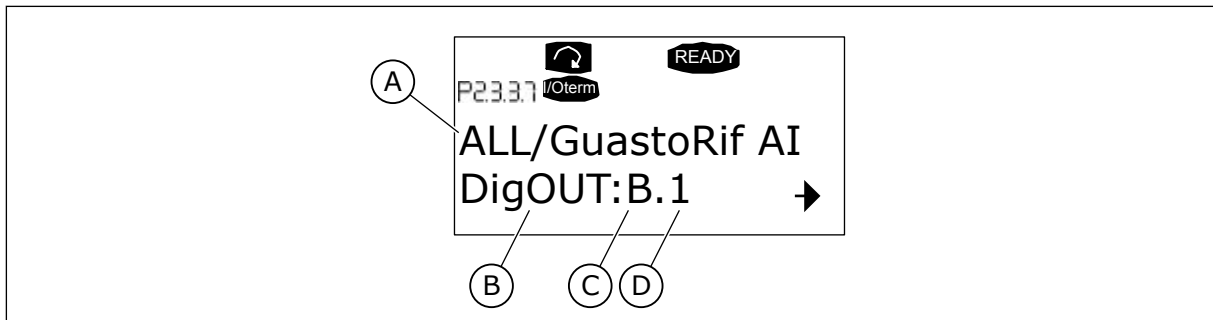 READY
P2.3.3.7 I/Oterm
A
ALL/GuastoRif AI
DigOUT:B.1
B C D